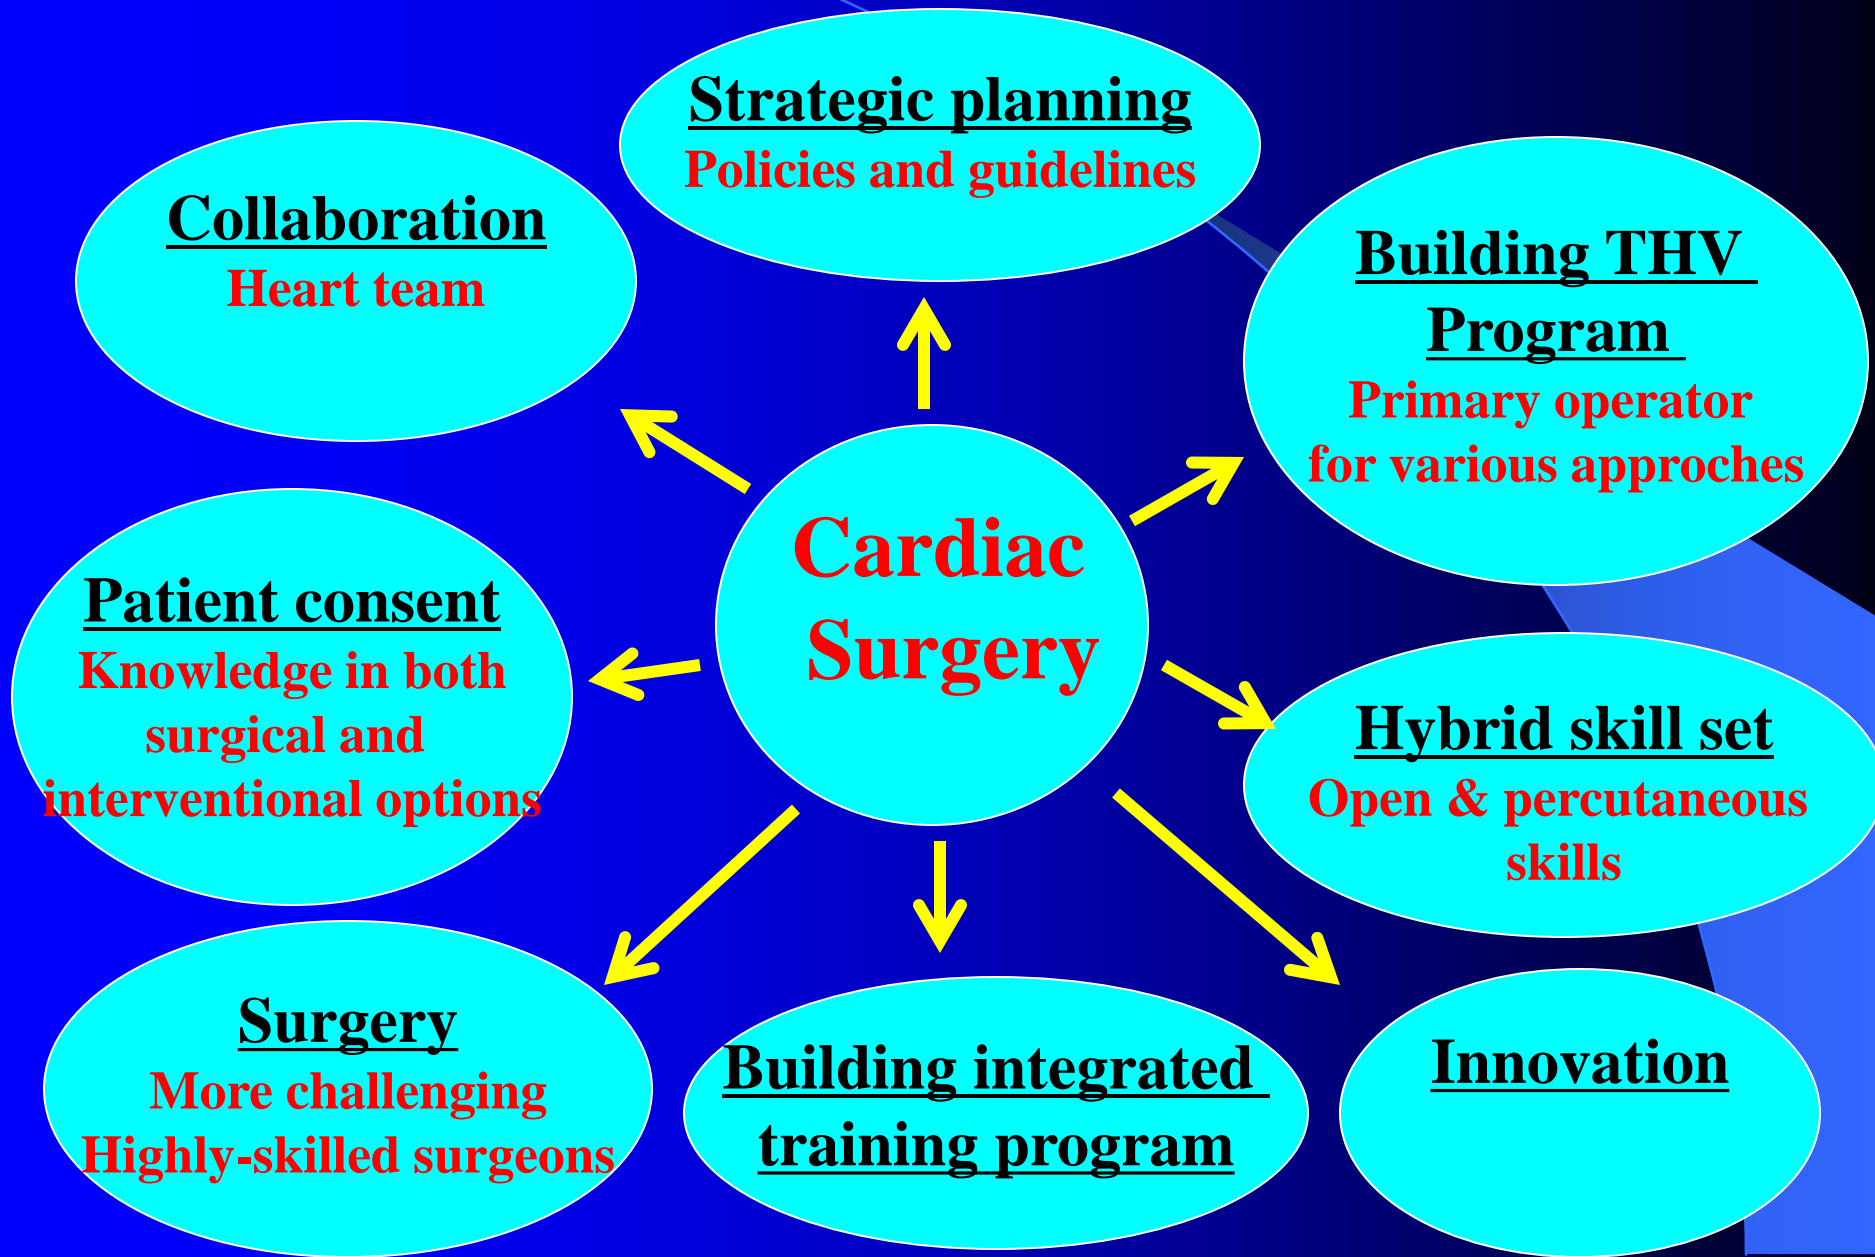 Strategic planning
Policies and guidelines
Collaboration
Heart team
Building THV
Program
Primary operator
for various approches
Cardiac
Surgery
Patient consent
Knowledge in both
surgical and
interventional options
Hybrid skill set
Open & percutaneous
skills
Surgery
More challenging
Highly-skilled surgeons
Building integrated
training program
Innovation